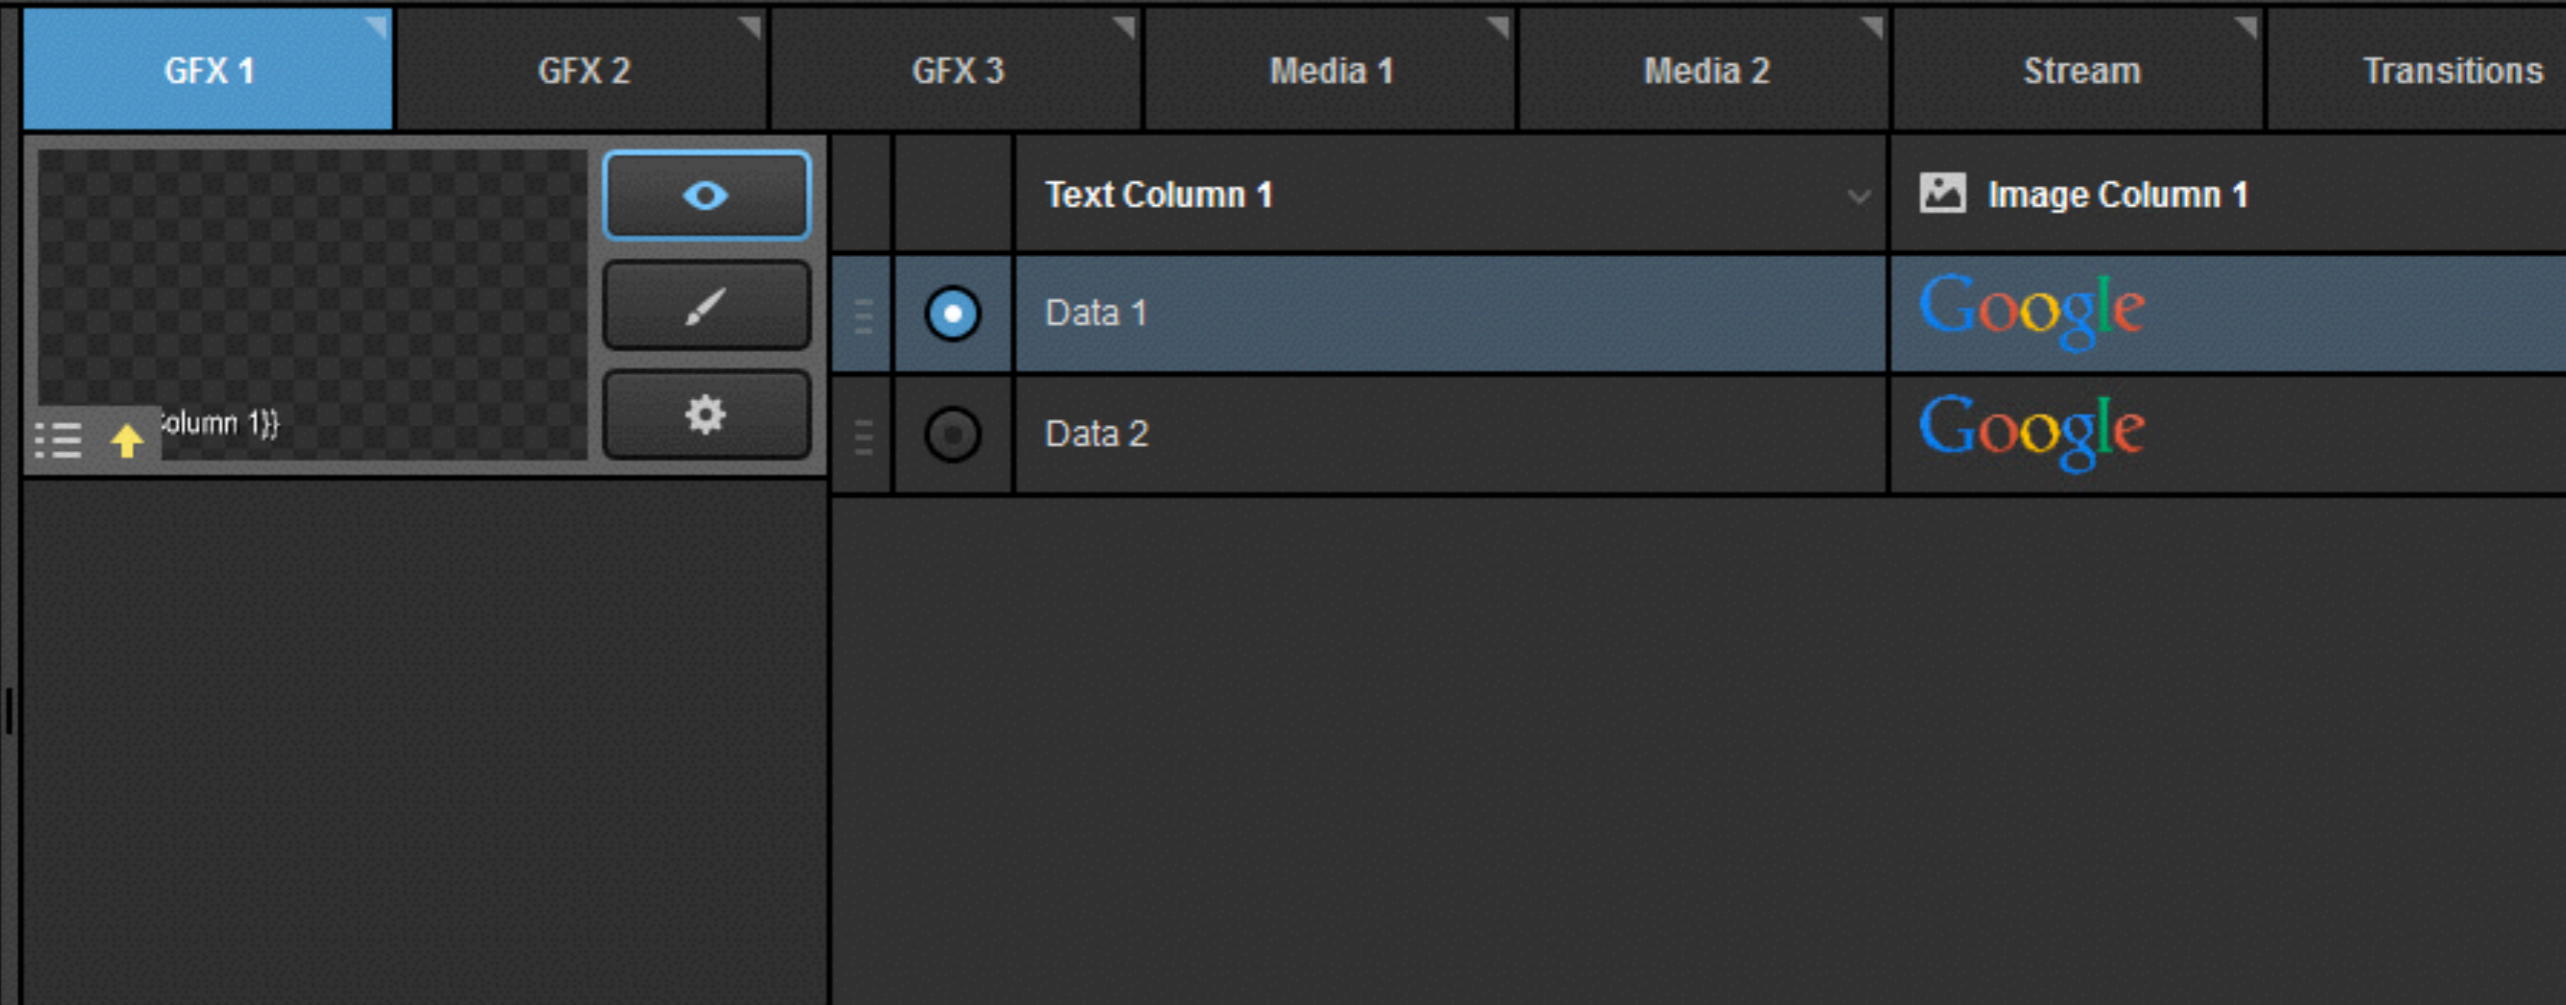 GFX 1 GFX 2 GFX 3 Media 1 Media 2 Stream Transitions
Text Column 1 Image Column 1
Data 1 Google
olumn 1}}
Data 2 Google